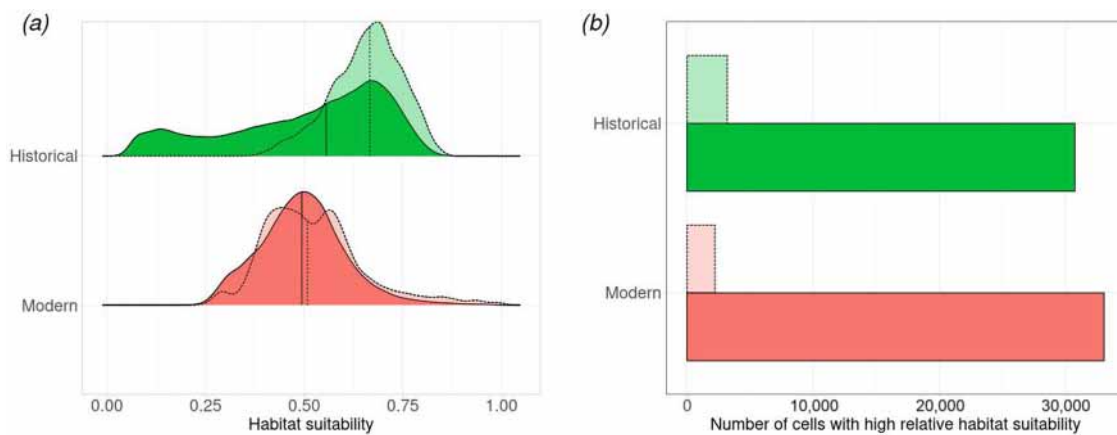 (a)
Historical
Modern
0.00 0.25 0.50 0.75 1.00
Habitat suitability
(b)
Historical
Modern
0 10,000 20,000 30,000
Number of cells with high relative habitat suitability